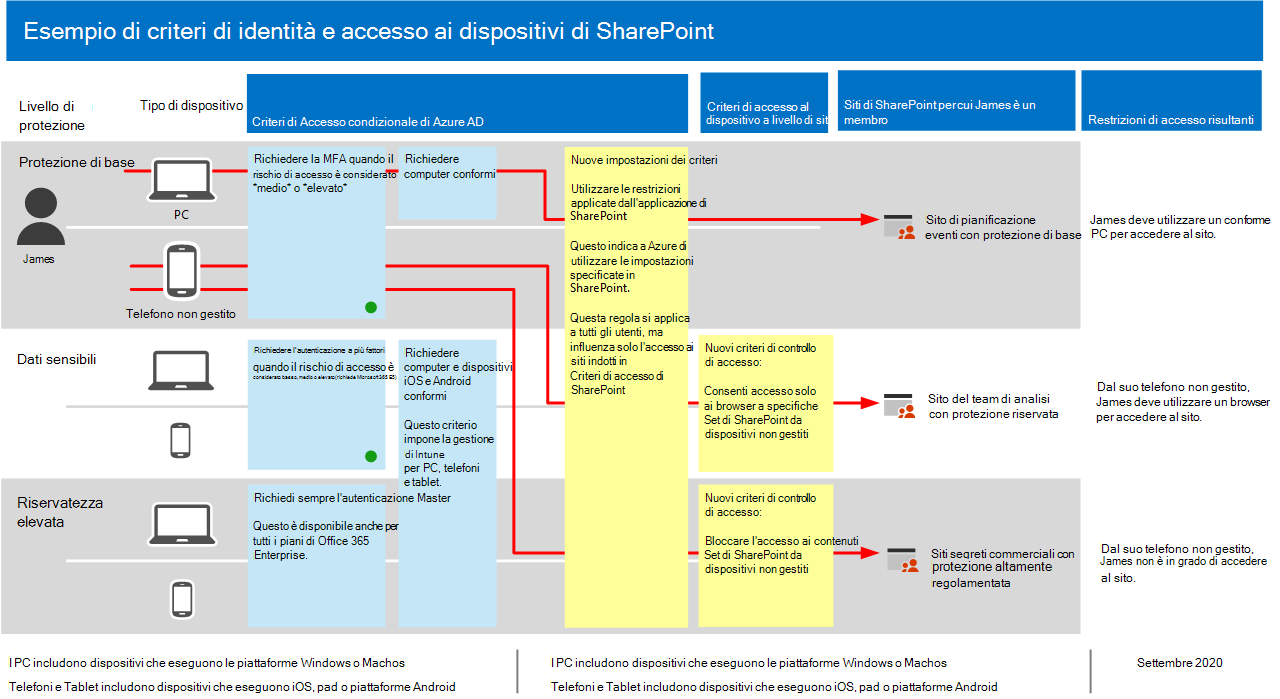 Esempio di criteri di identità e accesso ai dispositivi di SharePoint
Livello di
protezione
Tipo di dispositivo
Criteri di Accesso condizionale di Azure AD
Criteri di accesso al
dispositivo a livello di sit
Siti di SharePoint per cui James è un
membro
Restrizioni di accesso risultanti
Protezione di base
James
PC
Telefono non gestito
Richiedere la MFA quando il
rischio di accesso è considerato
*medio* o *elevato*
Richiedere
computer conformi
Nuove impostazioni dei criteri
Utilizzare le restrizioni
applicate dall'applicazione di
SharePoint
Questo indica a Azure di
utilizzare le impostazioni
specificate in
SharePoint.
Questa regola si applica
a tutti gli utenti, ma
influenza solo l'accesso ai
siti indotti in
Criteri di accesso di
SharePoint
Sito di pianificazione
eventi con protezione di base
James deve utilizzare un conforme
PC per accedere al sito.
Dati sensibili
Richiedere l'autenticazione a più fattori
quando il rischio di accesso è
considerato basso, medio o elevato (richiede Microsoft 365 E5)
Richiedere
computer e dispositivi
iOS e Android
conformi
Questo criterio
impone la gestione
di Intune
per PC, telefoni
e tablet.
Nuovi criteri di controllo
di accesso:
Consenti accesso solo
ai browser a specifiche
Set di SharePoint da
dispositivi non gestiti
Sito del team di analisi
con protezione riservata
Dal suo telefono non gestito,
James deve utilizzare un browser
per accedere al sito.
Riservatezza
elevata
Richiedi sempre l'autenticazione Master
Questo è disponibile anche per
tutti i piani di Office 365
Enterprise.
Nuovi criteri di controllo
di accesso:
Bloccare l'accesso ai contenuti
Set di SharePoint da
dispositivi non gestiti
Siti segreti commerciali con
protezione altamente
regolamentata
Dal suo telefono non gestito,
James non è in grado di accedere
al sito.
I PC includono dispositivi che eseguono le piattaforme Windows o Machos
Telefoni e Tablet includono dispositivi che eseguono iOS, pad o piattaforme Android
I PC includono dispositivi che eseguono le piattaforme Windows o Machos
Telefoni e Tablet includono dispositivi che eseguono iOS, pad o piattaforme Android
Settembre 2020